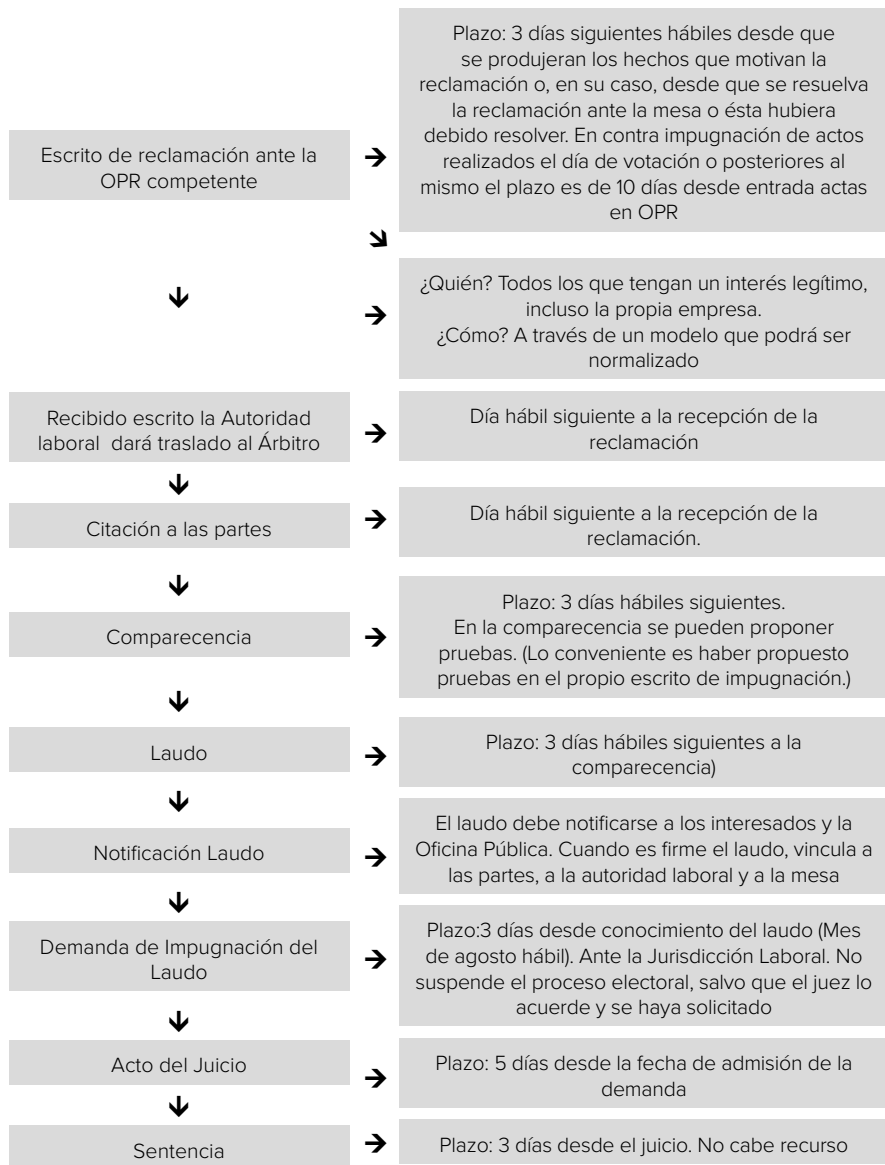 Escrito de reclamación ante la
OPR competente
Plazo: 3 días siguientes hábiles desde que
se produjeran los hechos que motivan la
reclamación o, en su caso, desde que se resuelva
la reclamación ante la mesa o ésta hubiera
debido resolver. En contra impugnación de actos
realizados el día de votación o posteriores al
mismo el plazo es de 10 días desde entrada actas
en OPR
¿Quién? Todos los que tengan un interés legítimo,
incluso la propia empresa.
¿Cómo? A través de un modelo que podrá ser
normalizado
Recibido escrito la Autoridad
laboral dará traslado al Árbitro
Día hábil siguiente a la recepción de la
reclamación
Citación a las partes
Día hábil siguiente a la recepción de la
reclamación.
Comparecencia
Plazo: 3 días hábiles siguientes.
En la comparecencia se pueden proponer
pruebas. (Lo conveniente es haber propuesto
pruebas en el propio escrito de impugnación.)
Laudo
Plazo: 3 días hábiles siguientes a la
comparecencia)
Notificación Laudo
El laudo debe notificarse a los interesados y la
Oficina Pública. Cuando es firme el laudo, vincula a
las partes, a la autoridad laboral y a la mesa
Demanda de Impugnación del
Laudo
Plazo:3 días desde conocimiento del laudo (Mes
de agosto hábil). Ante la Jurisdicción Laboral. No
suspende el proceso electoral, salvo que el juez lo
acuerde y se haya solicitado
Acto del Juicio
Plazo: 5 días desde la fecha de admisión de la
demanda
Sentencia
Plazo: 3 días desde el juicio. No cabe recurso